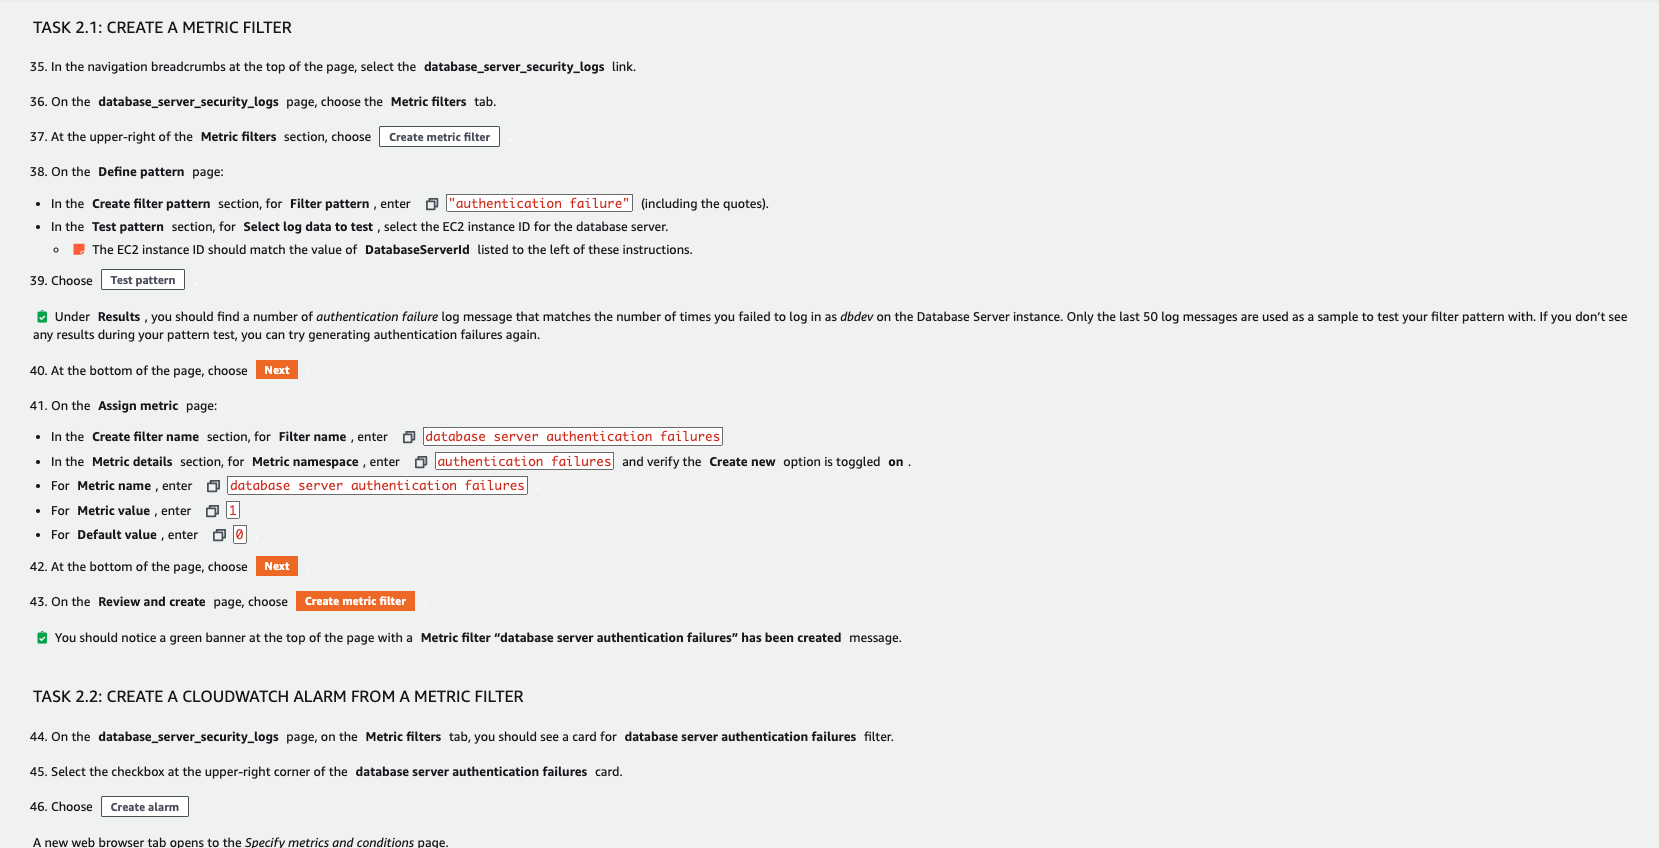 TASK 2.1: CREATE A METRIC FILTER
35. In the navigation breadcrumbs at the top of the page, select the database_server_security_logs link.
36. On the database_server_security_logs page, choose the Metric filters tab.
37. At the upper-right of the Metric filters section, choose Create metric filter
38. On the Define pattern page:
• In the Create filter pattern section, for Filter pattern , enter "authentication failure" (including the quotes).
• In the Test pattern section, for Select log data to test , select the EC2 instance ID for the database server.
◦ The EC2 instance ID should match the value of DatabaseServerId listed to the left of these instructions.
39. Choose Test pattern
Under Results , you should find a number of authentication failure log message that matches the number of times you failed to log in as dbdev on the Database Server instance. Only the last 50 log messages are used as a sample to test your filter pattern with. If you don’t see
any results during your pattern test, you can try generating authentication failures again.
40. At the bottom of the page, choose Next
41. On the Assign metric page:
• In the Create filter name section, for Filter name , enter database server authentication failures
• In the Metric details section, for Metric namespace , enter authentication failures and verify the Create new option is toggled on .
• For Metric name , enter database server authentication failures
• For Metric value , enter 1
• For Default value , enter 0
42. At the bottom of the page, choose Next
43. On the Review and create page, choose Create metric filter
You should notice a green banner at the top of the page with a Metric filter “database server authentication failures” has been created message.
TASK 2.2: CREATE A CLOUDWATCH ALARM FROM A METRIC FILTER
44. On the database_server_security_logs page, on the Metric filters tab, you should see a card for database server authentication failures filter.
45. Select the checkbox at the upper-right corner of the database server authentication failures card.
46. Choose Create alarm
A new web browser tab opens to the Specify metrics and conditions page.